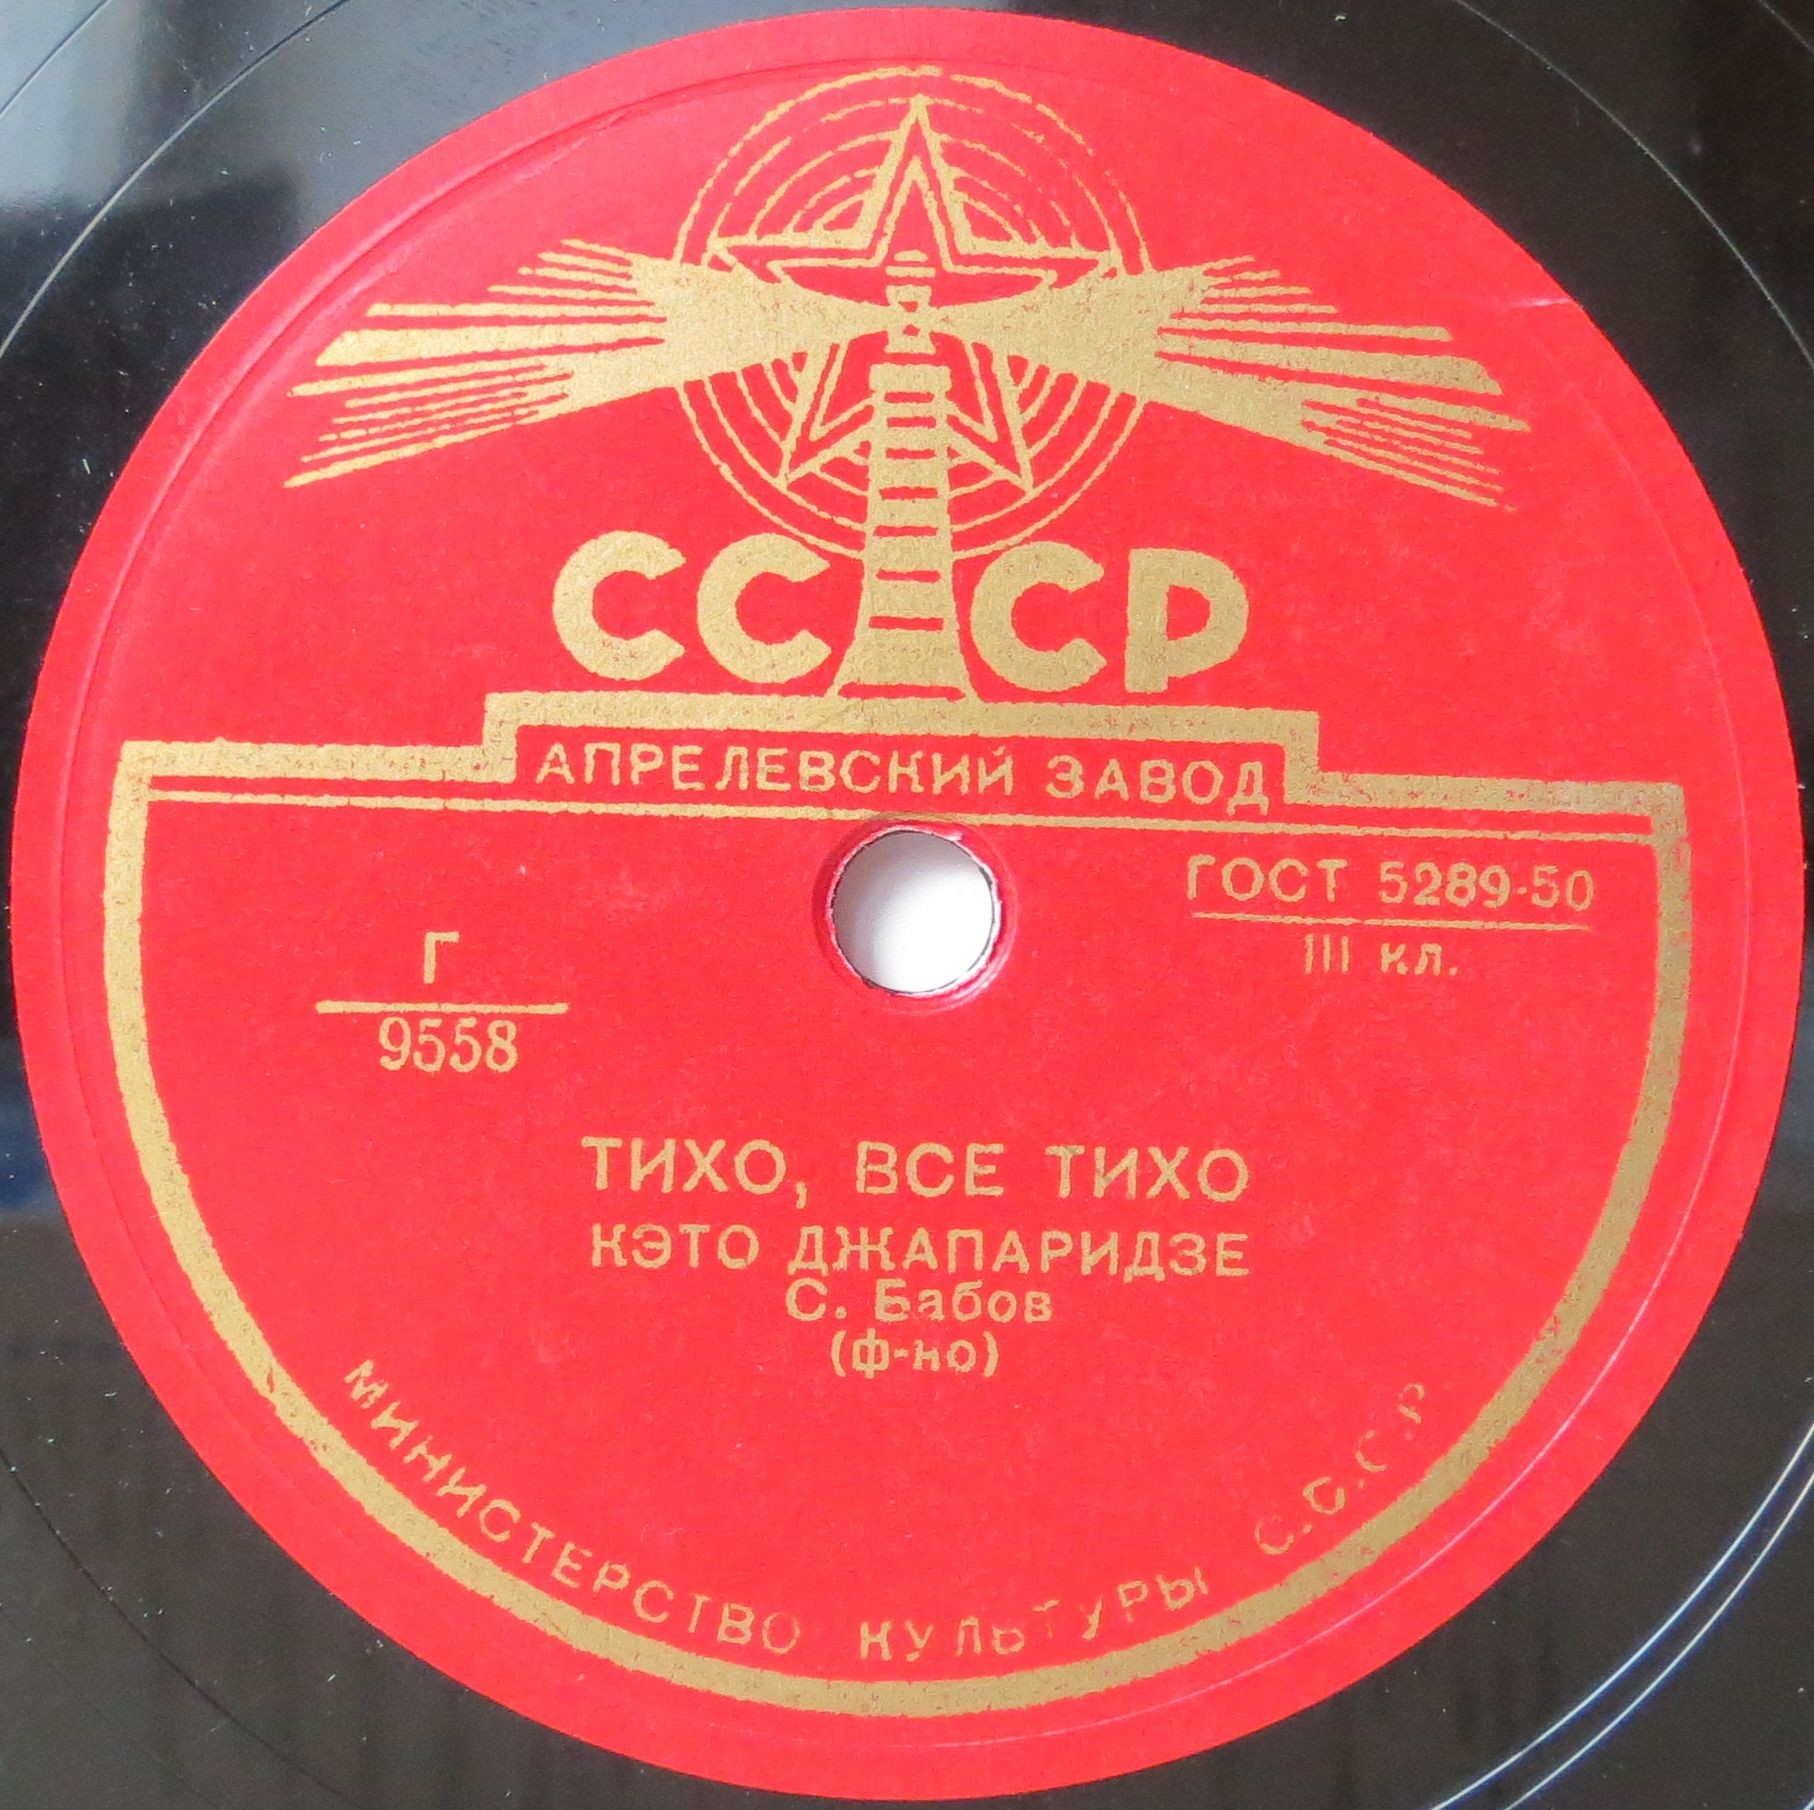 СССР
АПРЕЛЕВСКИЙ ЗАВОД
ГОСТ 5289-50
III кл.
Г
9558
ТИХО, ВСЕ ТИХО
КЭТО ДЖАПАРИДЗЕ
С. Бабов
(ф-но)
МИНИСТЕРСТВО КУЛЬТУРЫ С.С.С.Р.